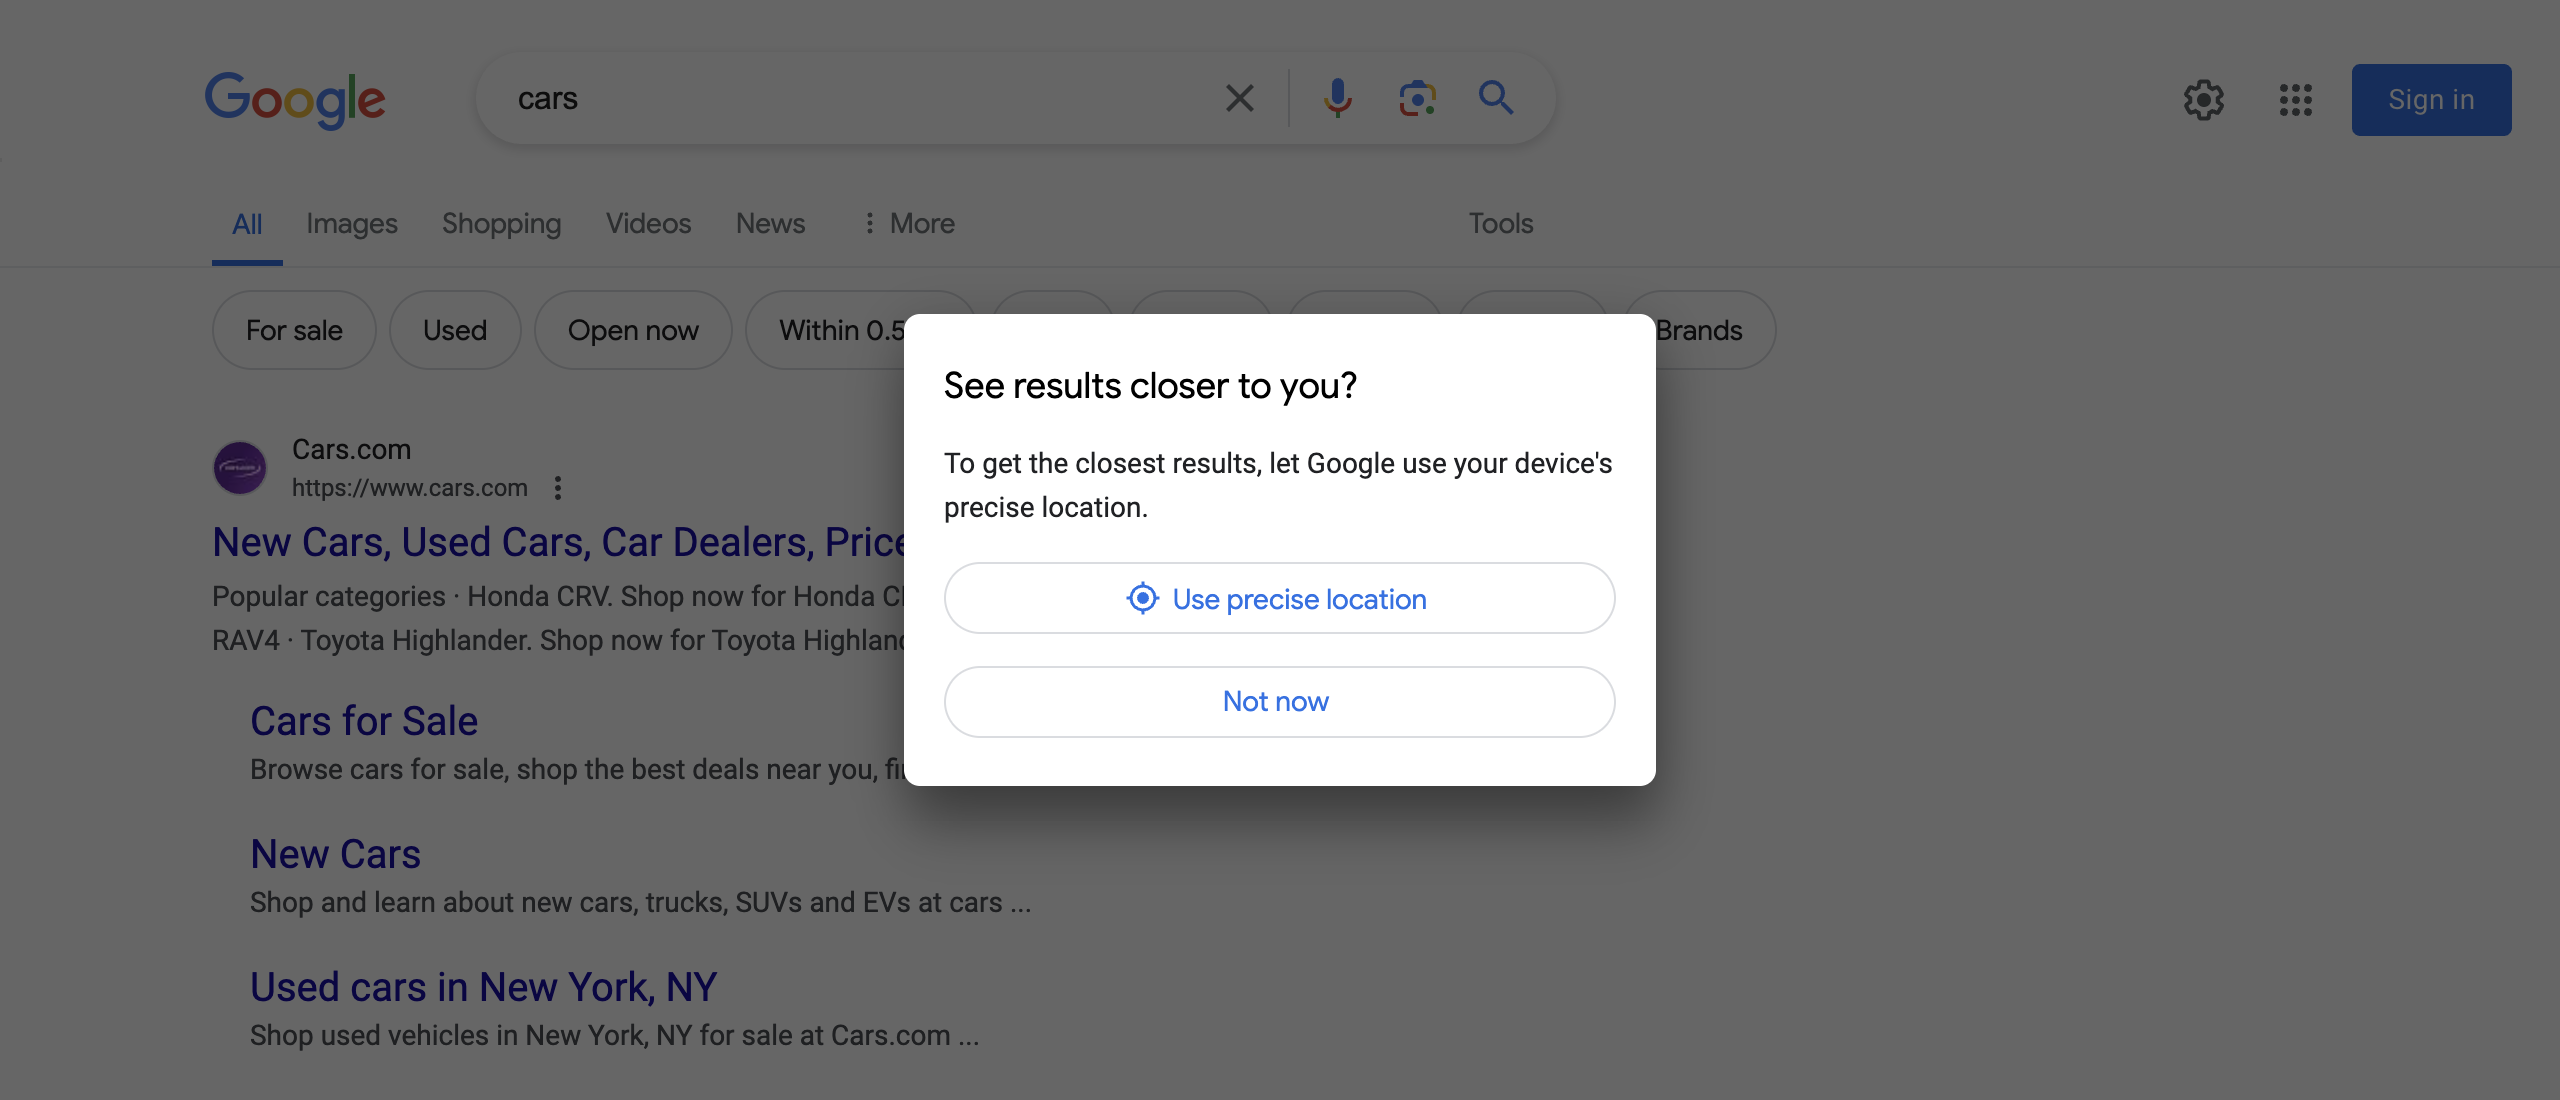 Google
cars
Sign in
All
Images
Shopping
Videos
News
More
Tools
For sale
Used
Open now
Within 0.5
Brands
Cars.com
https://www.cars.com
New Cars, Used Cars, Car Dealers, Price
Popular categories · Honda CRV. Shop now for Honda
RAV4 · Toyota Highlander. Shop now for Toyota
Cars for Sale
Browse cars for sale, shop the best deals near you,
New Cars
Shop and learn about new cars, trucks, SUVs and EVs at cars ...
Used cars in New York, NY
Shop used vehicles in New York, NY for sale at Cars.com ...
See results closer to you?
To get the closest results, let Google use your device's
precise location.
Use precise location
Not now